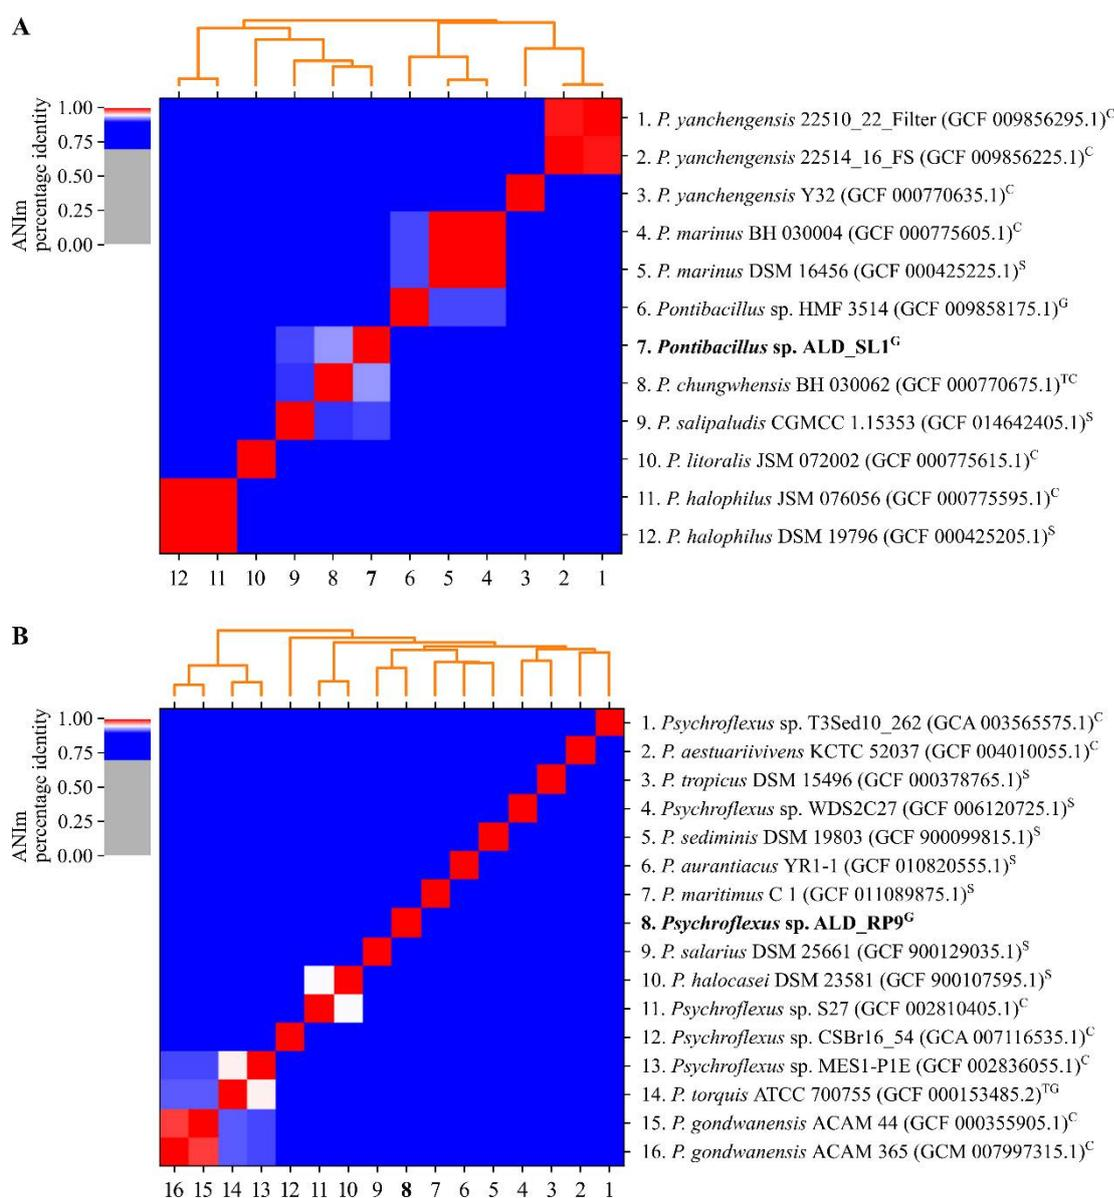 A
ANIm
percentage identity
1.00
0.75
0.50
0.25
0.00
1. P. yanchengensis 22510_22_Filter (GCF 009856295.1)C
2. P. yanchengensis 22514_16_FS (GCF 009856225.1)C
3. P. yanchengensis Y32 (GCF 000770635.1)C
4. P. marinus BH 030004 (GCF 000775605.1)C
5. P. marinus DSM 16456 (GCF 000425225.1)S
6. Pontibacillus sp. HMF 3514 (GCF 009858175.1)G
7. Pontibacillus sp. ALD_SL1G
8. P. chungwhensis BH 030062 (GCF 000770675.1)TC
9. P. salipaludis CGMCC 1.15353 (GCF 014642405.1)S
10. P. litoralis JSM 072002 (GCF 000775615.1)C
11. P. halophilus JSM 076056 (GCF 000775595.1)C
12. P. halophilus DSM 19796 (GCF 000425205.1)S
12 11 10 9 8 7 6 5 4 3 2 1
B
ANIm
percentage identity
1.00
0.75
0.50
0.25
0.00
1. Psychroflexus sp. T3Sed10_262 (GCA 003565575.1)C
2. P. aestuariivivens KCTC 52037 (GCF 004010055.1)C
3. P. tropicus DSM 15496 (GCF 000378765.1)S
4. Psychroflexus sp. WDS2C27 (GCF 006120725.1)S
5. P. sediminis DSM 19803 (GCF 900099815.1)S
6. P. aurantiacus YR1-1 (GCF 010820555.1)S
7. P. maritimus C 1 (GCF 011089875.1)S
8. Psychroflexus sp. ALD_RP9G
9. P. salarius DSM 25661 (GCF 900129035.1)S
10. P. halocasei DSM 23581 (GCF 900107595.1)S
11. Psychroflexus sp. S27 (GCF 002810405.1)C
12. Psychroflexus sp. CSBr16_54 (GCA 007116535.1)C
13. Psychroflexus sp. MES1-P1E (GCF 002836055.1)C
14. P. torquis ATCC 700755 (GCF 000153485.2)TG
15. P. gondwanensis ACAM 44 (GCF 000355905.1)C
16. P. gondwanensis ACAM 365 (GCM 007997315.1)C
16 15 14 13 12 11 10 9 8 7 6 5 4 3 2 1